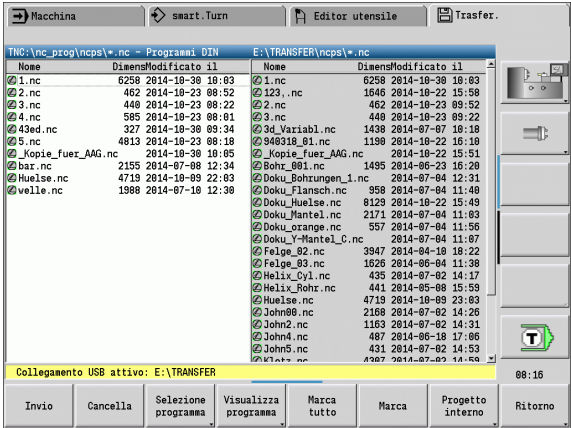 Macchina smart.Turn Editor utensile Trasfer.
TNC:\nc_prog\ncps\*.nc - Programmi DIN E:\TRANSFER\ncps\*.nc
Nome DimensModificato il
1.nc 6258 2014-10-30 10:03
2.nc 462 2014-10-23 08:52
3.nc 440 2014-10-23 08:22
4.nc 585 2014-10-23 08:01
43ed.nc 327 2014-10-30 09:34
5.nc 4813 2014-10-23 08:18
_Kopie_fuer_AAG.nc 2014-10-30 10:05
bar.nc 2155 2014-07-08 12:34
Huelse.nc 4719 2014-10-09 22:03
welle.nc 1988 2014-07-10 12:30
Nome DimensModificato il
1.nc 6258 2014-10-30 10:03
123,.nc 1646 2014-10-22 15:58
2.nc 462 2014-10-23 09:52
3.nc 440 2014-10-23 09:22
3d_Variabl.nc 1438 2014-07-07 10:18
940318_01.nc 1190 2014-10-22 16:10
_Kopie_fuer_AAG.nc 2014-10-22 15:51
Bohr_001.nc 1495 2014-06-23 16:20
Doku_Bohrungen_1.nc 2014-07-04 12:31
Doku_Flansch.nc 958 2014-07-04 11:40
Doku_Huelse.nc 8129 2014-10-22 15:49
Doku_Mantel.nc 2171 2014-07-04 11:03
Doku_orange.nc 557 2014-07-04 11:56
Doku_Y-Mantel_C.nc 2014-07-04 11:07
Felge_02.nc 3947 2014-04-10 18:22
Felge_03.nc 1626 2014-06-04 11:38
Helix_Cyl.nc 435 2014-07-02 14:17
Helix_Rohr.nc 441 2014-05-08 15:59
Huelse.nc 4719 2014-10-09 23:03
John00.nc 2168 2014-07-02 14:26
John2.nc 1163 2014-07-02 14:31
John4.nc 487 2014-06-18 17:06
John5.nc 431 2014-07-02 14:53
Klotz.nc 4307 2014-07-02 14:59
T
Collegamento USB attivo: E:\TRANSFER
08:16
Invio
Cancella
Selezione
programma
Visualizza
programma
Marca
tutto
Marca
Progetto
interno
Ritorno